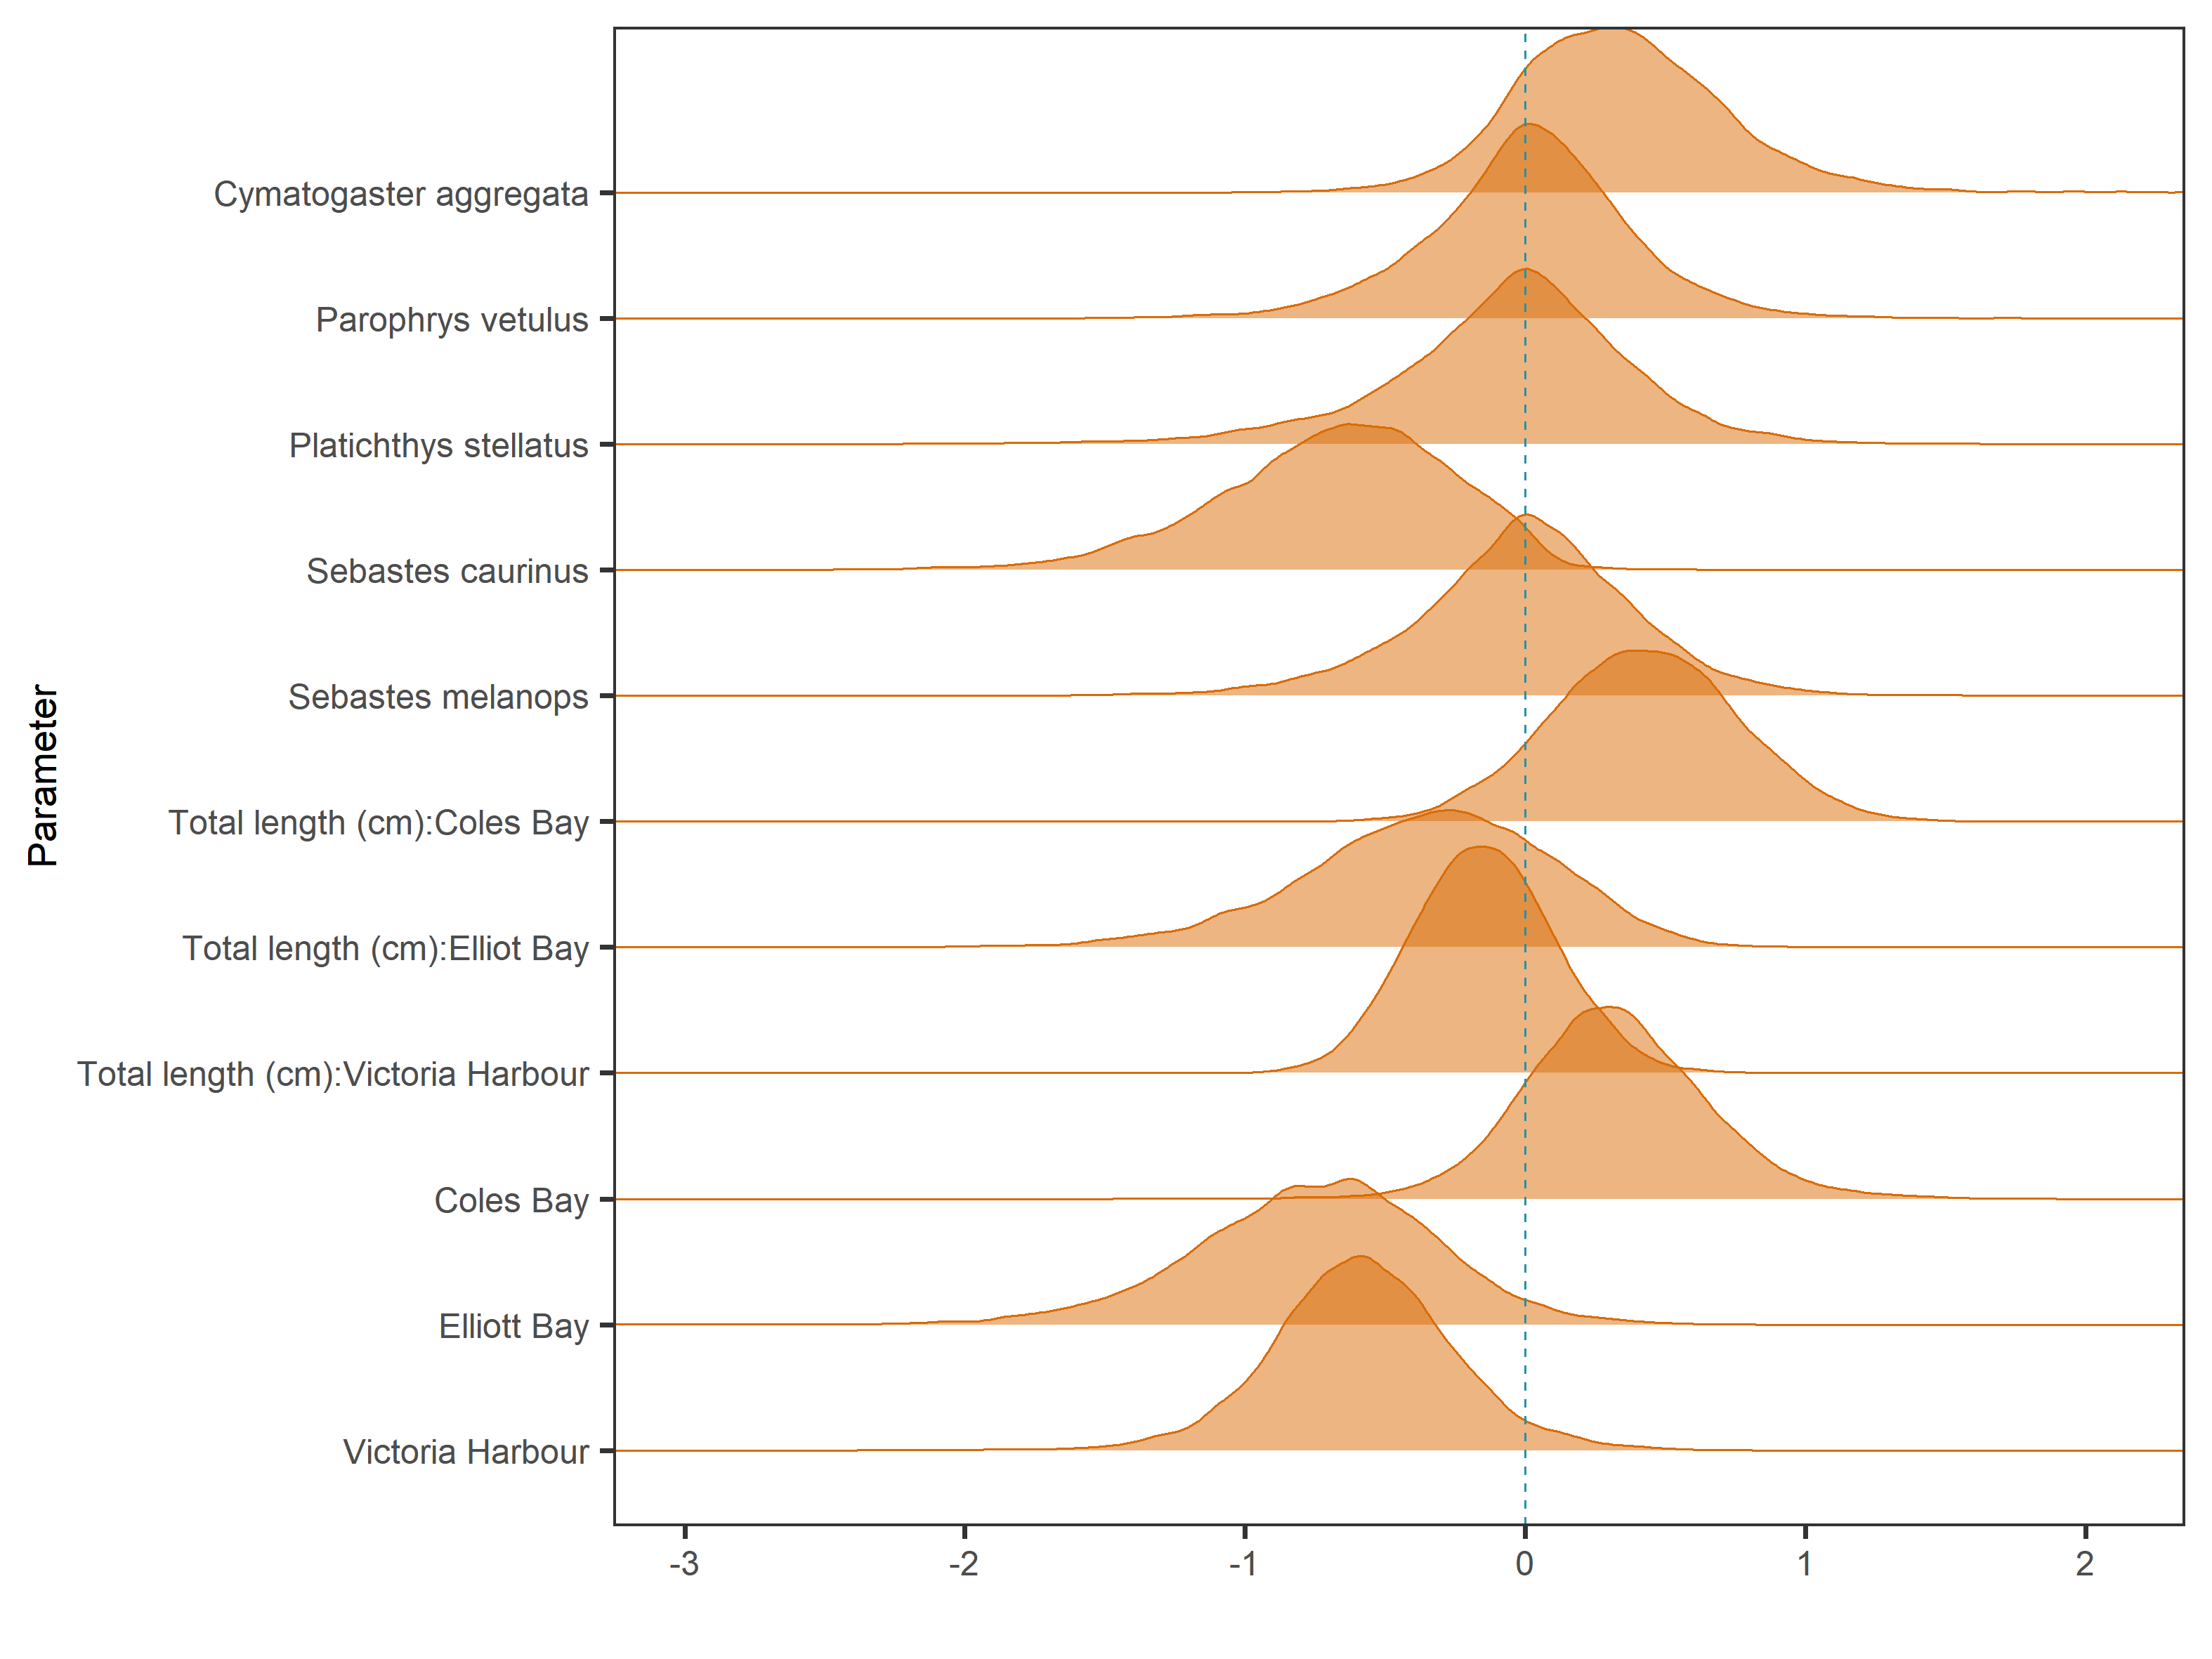 Cymatogaster aggregata
Parophrys vetulus
Platichthys stellatus
Sebastes caurinus
Sebastes melanops
Parameter
Total length (cm):Coles Bay
Total length (cm):Elliot Bay
Total length (cm):Victoria Harbour
Coles Bay
Elliott Bay
Victoria Harbour
-3 -2 -1 0 1 2